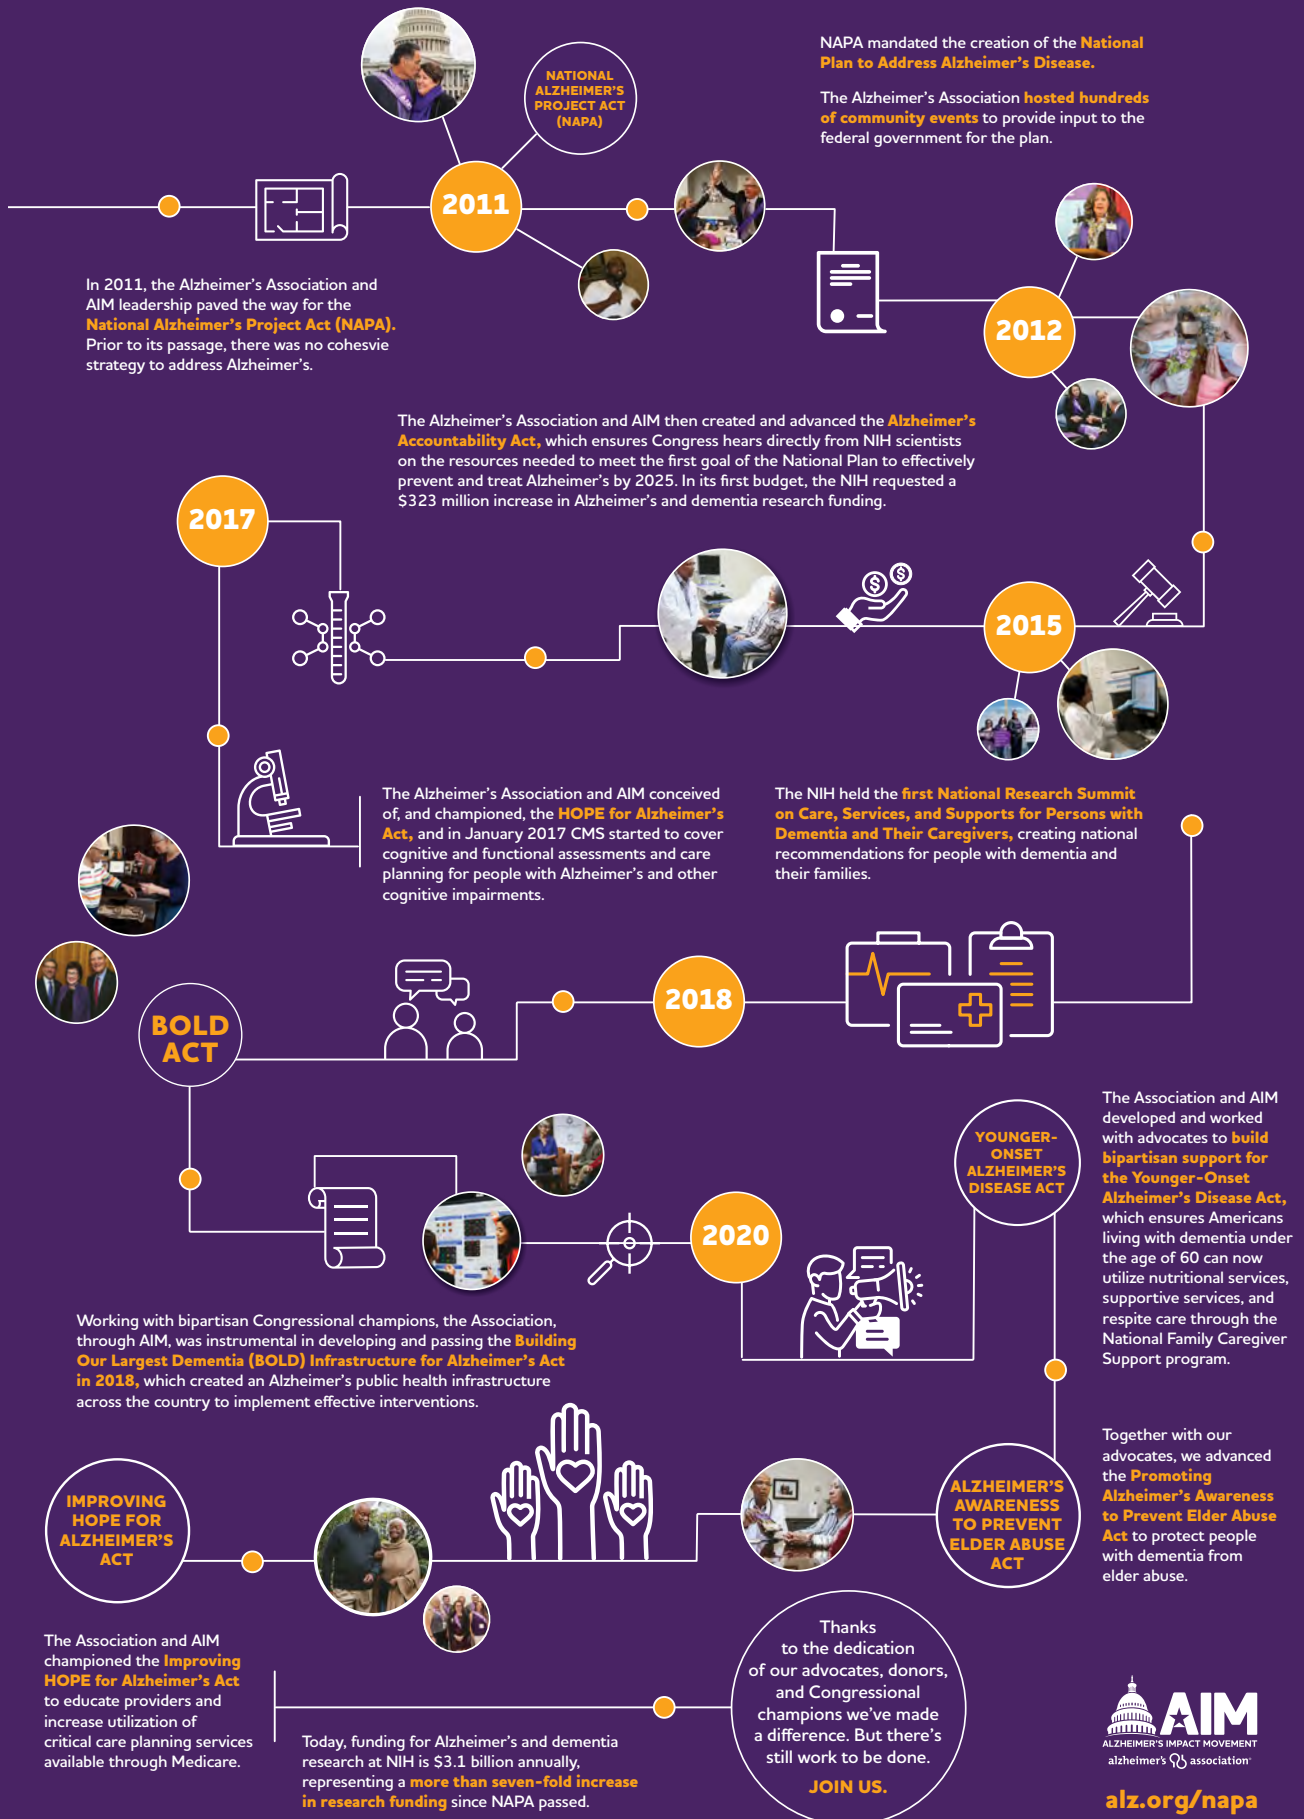 NAPA mandated the creation of the National
Plan to Address Alzheimer's Disease.
The Alzheimer's Association hosted hundreds
of community events to provide input to the
federal government for the plan.
NATIONAL
ALZHEIMER'S
PROJECT ACT
(NAPA)
2011
In 2011, the Alzheimer's Association and
AIM leadership paved the way for the
National Alzheimer's Project Act (NAPA).
Prior to its passage, there was no cohesvie
strategy to address Alzheimer's.
2012
The Alzheimer's Association and AIM then created and advanced the Alzheimer's
Accountability Act, which ensures Congress hears directly from NIH scientists
on the resources needed to meet the first goal of the National Plan to effectively
prevent and treat Alzheimer's by 2025. In its first budget, the NIH requested a
$323 million increase in Alzheimer's and dementia research funding.
2015
2017
The Alzheimer's Association and AIM conceived
of, and championed, the HOPE for Alzheimer's
Act, and in January 2017 CMS started to cover
cognitive and functional assessments and care
planning for people with Alzheimer's and other
cognitive impairments.
The NIH held the first National Research Summit
on Care, Services, and Supports for Persons with
Dementia and Their Caregivers, creating national
recommendations for people with dementia and
their families.
2018
BOLD
ACT
Working with bipartisan Congressional champions, the Association,
through AIM, was instrumental in developing and passing the Building
Our Largest Dementia (BOLD) Infrastructure for Alzheimer's Act
in 2018, which created an Alzheimer's public health infrastructure
across the country to implement effective interventions.
2020
YOUNGER-
ONSET
ALZHEIMER'S
DISEASE ACT
The Association and AIM
developed and worked
with advocates to build
bipartisan support for
the Younger-Onset
Alzheimer's Disease Act,
which ensures Americans
living with dementia under
the age of 60 can now
utilize nutritional services,
supportive services, and
respite care through the
National Family Caregiver
Support program.
ALZHEIMER'S
AWARENESS
TO PREVENT
ELDER ABUSE
ACT
Together with our
advocates, we advanced
the Promoting
Alzheimer's Awareness
to Prevent Elder Abuse
Act to protect people
with dementia from
elder abuse.
IMPROVING
HOPE FOR
ALZHEIMER'S
ACT
The Association and AIM
championed the Improving
HOPE for Alzheimer's Act
to educate providers and
increase utilization of
critical care planning services
available through Medicare.
Today, funding for Alzheimer's and dementia
research at NIH is $3.1 billion annually,
representing a more than seven-fold increase
in research funding since NAPA passed.
Thanks
to the dedication
of our advocates, donors,
and Congressional
champions we've made
a difference. But there's
still work to be done.
JOIN US.
AIM
ALZHEIMER'S IMPACT MOVEMENT
alzheimer's association
alz.org/napa